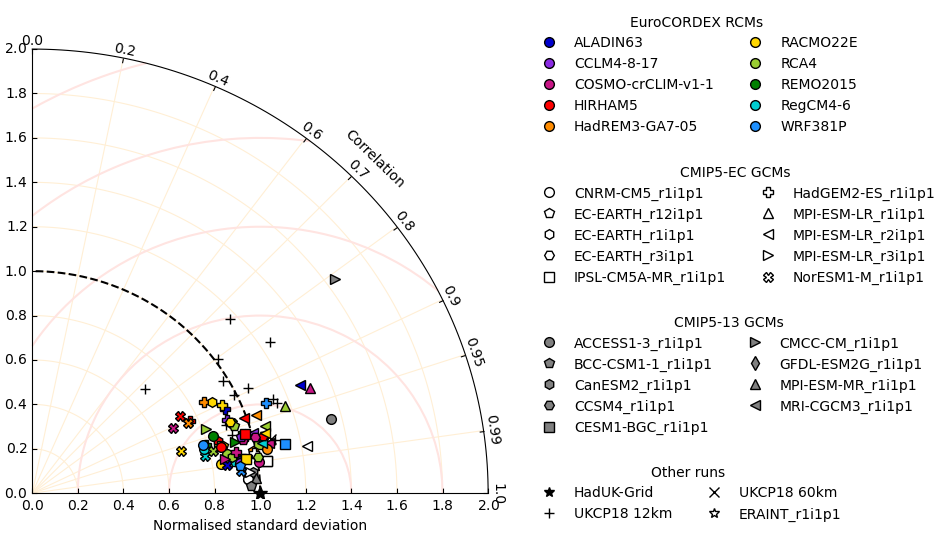 0.0
0.2
0.4
0.6
Correlation
0.7
0.8
0.9
0.95
0.99
1.0
2.0
1.8
1.6
1.4
1.2
1.0
0.8
0.6
0.4
0.2
0.0
0.0 0.2 0.4 0.6 0.8 1.0 1.2 1.4 1.6 1.8 2.0
Normalised standard deviation
EuroCORDEX RCMs
ALADIN63 RACMO22E
CCLM4-8-17 RCA4
COSMO-crCLIM-v1-1 REMO2015
HIRHAM5 RegCM4-6
HadREM3-GA7-05 WRF381P
CMIP5-EC GCMs
CNRM-CM5_r1i1p1 HadGEM2-ES_r1i1p1
EC-EARTH_r12i1p1 MPI-ESM-LR_r1i1p1
EC-EARTH_r1i1p1 MPI-ESM-LR_r2i1p1
EC-EARTH_r3i1p1 MPI-ESM-LR_r3i1p1
IPSL-CM5A-MR_r1i1p1 NorESM1-M_r1i1p1
CMIP5-13 GCMs
ACCESS1-3_r1i1p1 CMCC-CM_r1i1p1
BCC-CSM1-1_r1i1p1 GFDL-ESM2G_r1i1p1
CanESM2_r1i1p1 MPI-ESM-MR_r1i1p1
CCSM4_r1i1p1 MRI-CGCM3_r1i1p1
CESM1-BGC_r1i1p1
Other runs
HadUK-Grid UKCP18 60km
UKCP18 12km ERAINT_r1i1p1